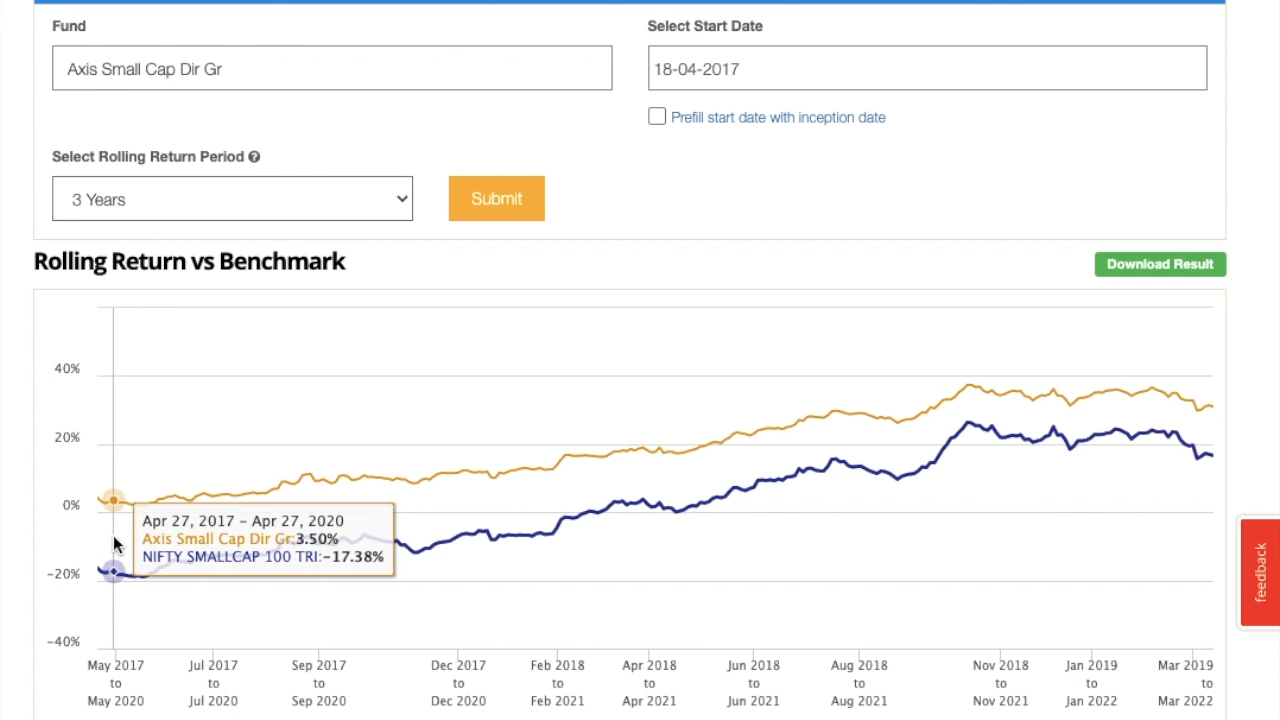 Fund
Select Start Date
Axis Small Cap Dir Gr
18-04-2017
Prefill start date with inception date
Select Rolling Return Period
3 Years
Submit
Rolling Return vs Benchmark
Download Result
40%
20%
0%
-20%
-40%
Apr 27, 2017 - Apr 27, 2020
Axis Small Cap Dir Gr:3.50%
NIFTY SMALLCAP 100 TRI:-17.38%
feedback
May 2017 to May 2020
Jul 2017 to Jul 2020
Sep 2017 to Sep 2020
Dec 2017 to Dec 2020
Feb 2018 to Feb 2021
Apr 2018 to Apr 2021
Jun 2018 to Jun 2021
Aug 2018 to Aug 2021
Nov 2018 to Nov 2021
Jan 2019 to Jan 2022
Mar 2019 to Mar 2022